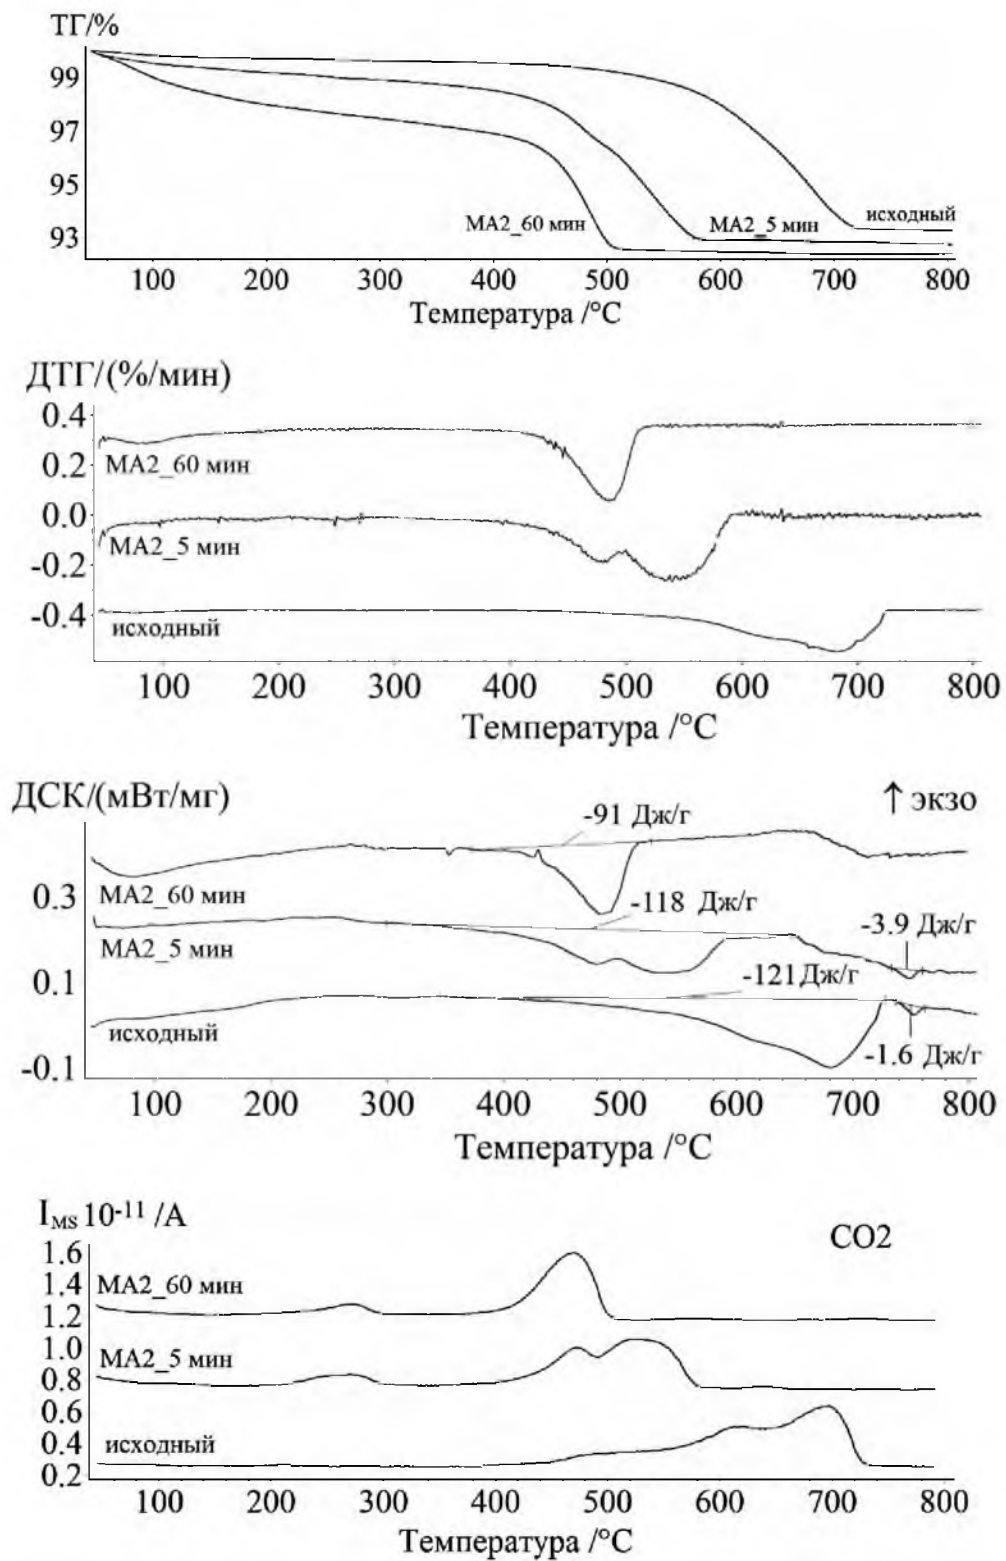 ТГ/%
99
97
95
93
МА2_60 мин
МА2_5 мин
исходный
100 200 300 400 500 600 700 800
Температура /°C
ДТГ/(%/мин)
0.4
МА2_60 мин
0.2
0.0
МА2_5 мин
-0.2
-0.4
исходный
100 200 300 400 500 600 700 800
Температура /°C
ДСК/(мВт/мг)
↑ экзо
-91 Дж/г
0.3
МА2_60 мин
-118 Дж/г
МА2_5 мин
-3.9 Дж/г
0.1
-121 Дж/г
исходный
-1.6 Дж/г
-0.1
100 200 300 400 500 600 700 800
Температура /°C
IMS 10-11 /А
CO2
1.6
МА2_60 мин
1.4
1.2
1.0
МА2_5 мин
0.8
0.6
исходный
0.4
0.2
100 200 300 400 500 600 700 800
Температура /°C